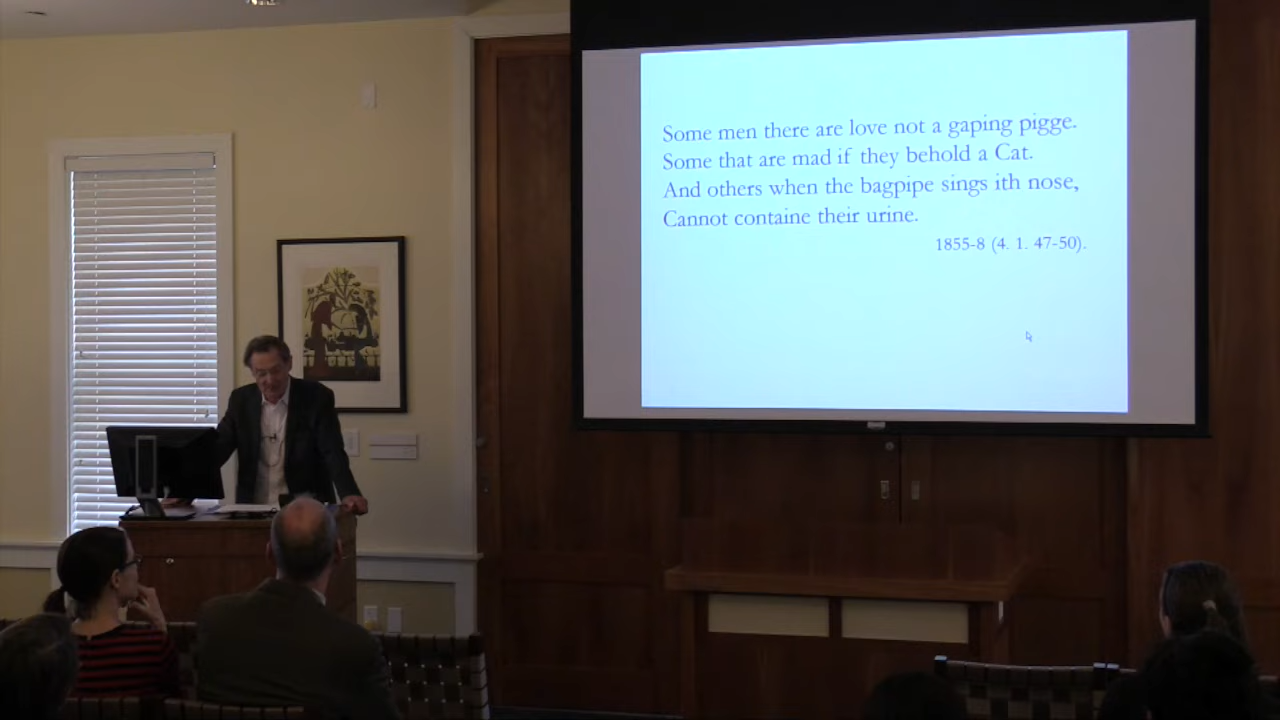 Some men there are love not a gaping pigge.
Some that are mad if they behold a Cat.
And others when the bagpipe sings ith nose,
Cannot containe their urine.
1855-8 (4. 1. 47-50).